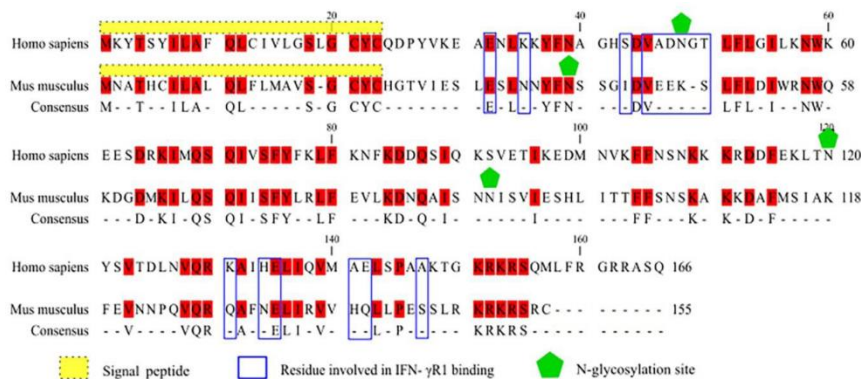 20 40 60
Homo sapiens MKYTSYILAF QLCIVLGSLG CYCQDPYVKE AENLKKYFNA GHSDVADNGT LFLGILKNWK 60
Mus musculus MNATHCILAL QLFLMAVS-G CYCHGTVIES LESLNNYFNS SGIDVEEK-S LFLDIWRNWQ 58
Consensus M--T--ILA- QL----S--G CYC------- -E-L--YFN- ---DV----- LFL-I--NW-
80 100 120
Homo sapiens EESDRKIMQS QIVSFYFKLF KNFKDDQSIQ KSVETIKEDM NVKFFNSNKK KRDDFEKLTN 120
Mus musculus KDGDMKILQS QIISFYLRLF EVLKDNQAIS NNISVIESHL ITTFFSNSKA KKDAFMSIAK 118
Consensus ---D-KI-QS QI-SFY--LF ---KD-Q-I- -----I---- ---FF---K- K-D-F-----
140 160
Homo sapiens YSVTDLNVQR KAIHELIQVM AELSPAAKTG KRKRSQMLFR GRRASQ 166
Mus musculus FEVNNPQVQR QAFNELIRVV HQLLPESSLR KRKRSRC--- ------ 155
Consensus --V----VQR -A--ELI-V- --L-P----- KRKRS----- ------
Signal peptide Residue involved in IFN- γR1 binding N-glycosylation site